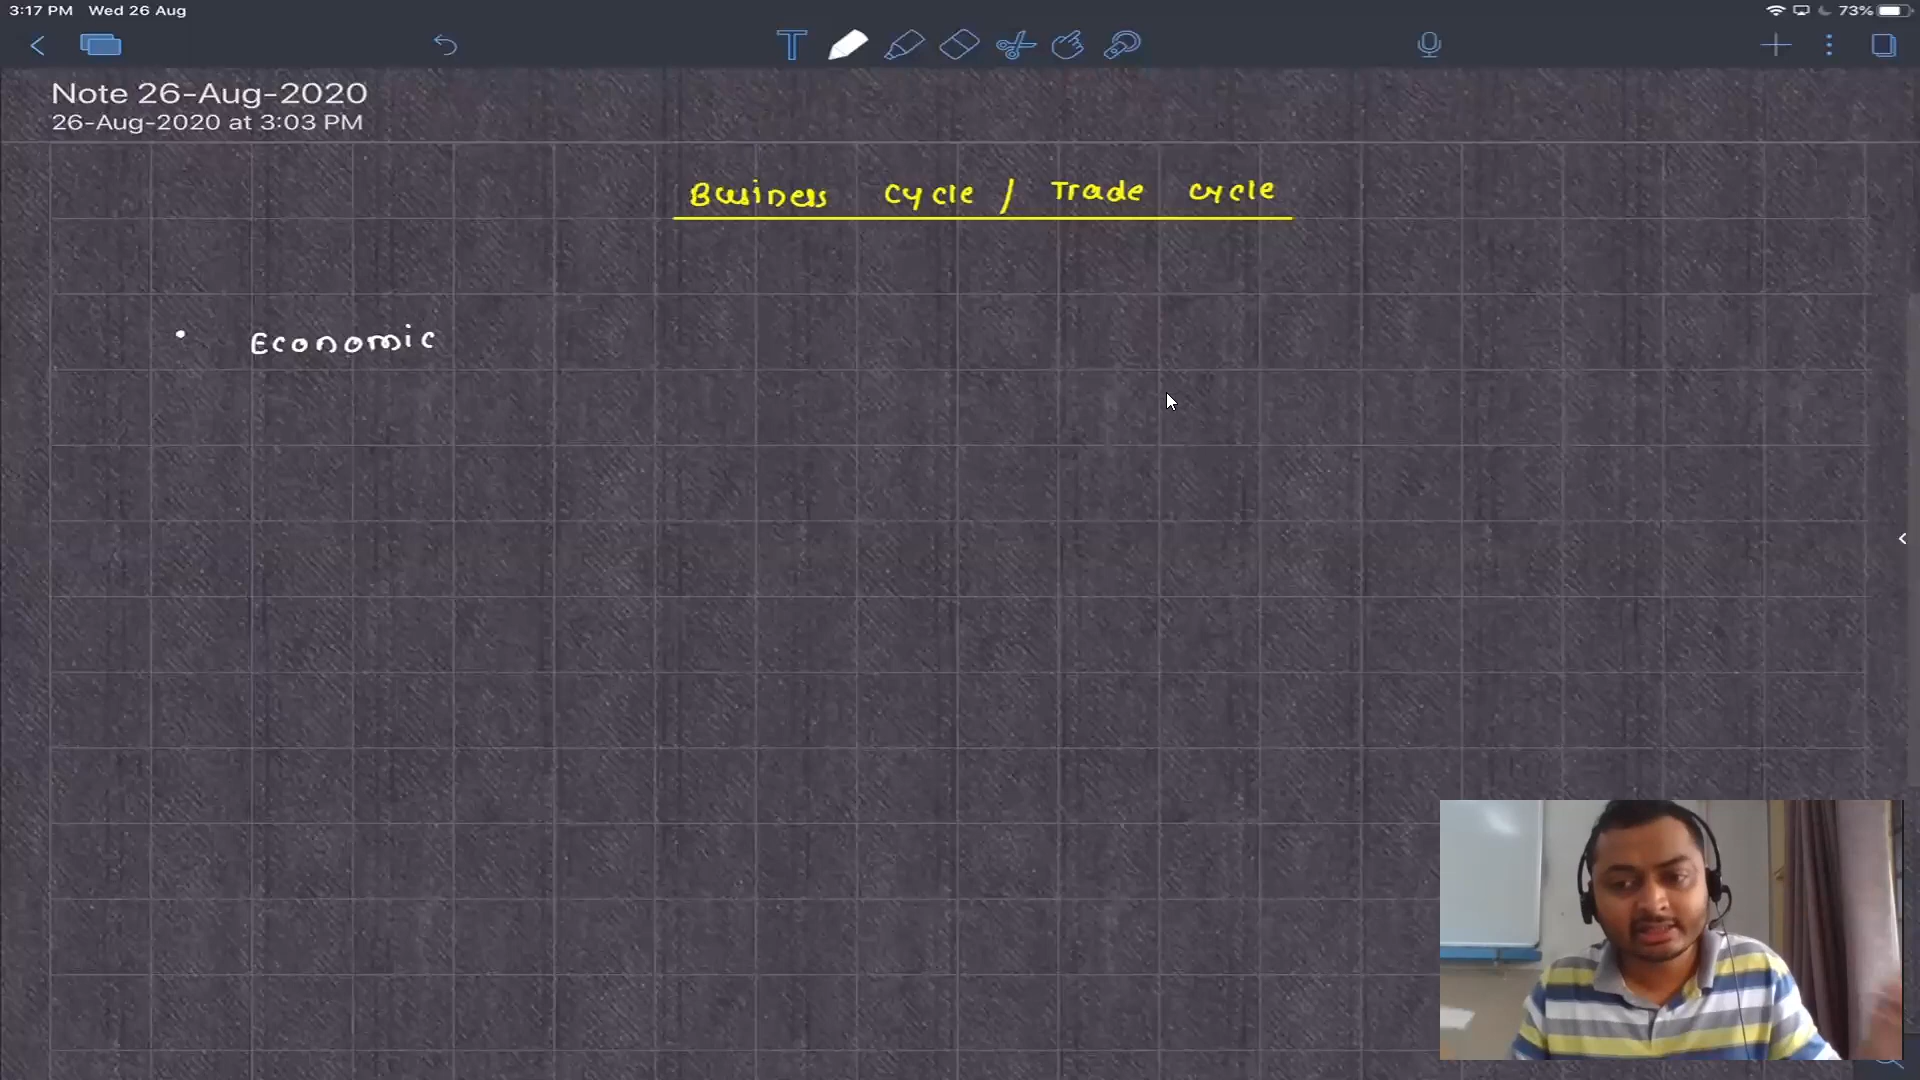 3:17 PM Wed 26 Aug 73%
T
Note 26-Aug-2020
26-Aug-2020 at 3:03 PM
Business cycle / Trade cycle
• Economic